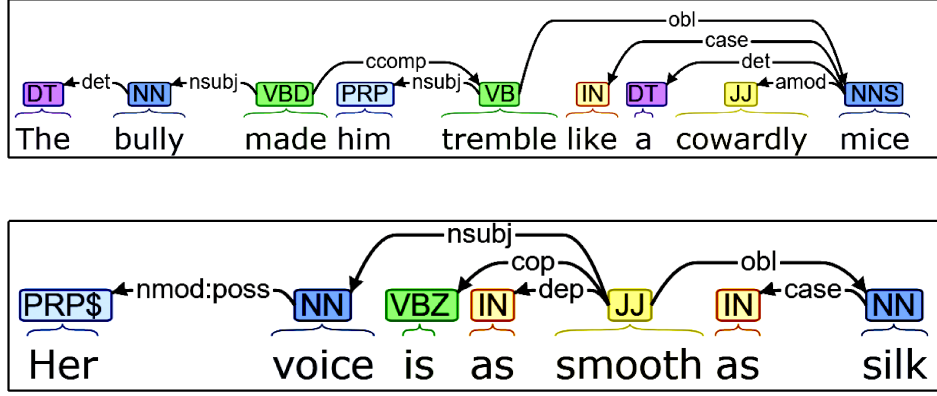 obl
case
ccomp det
DT det NN nsubj VBD PRP nsubj VB IN DT JJ amod NNS
The bully made him tremble like a cowardly mice
nsubj
cop obl
PRP$ nmod:poss NN VBZ IN dep JJ IN case NN
Her voice is as smooth as silk